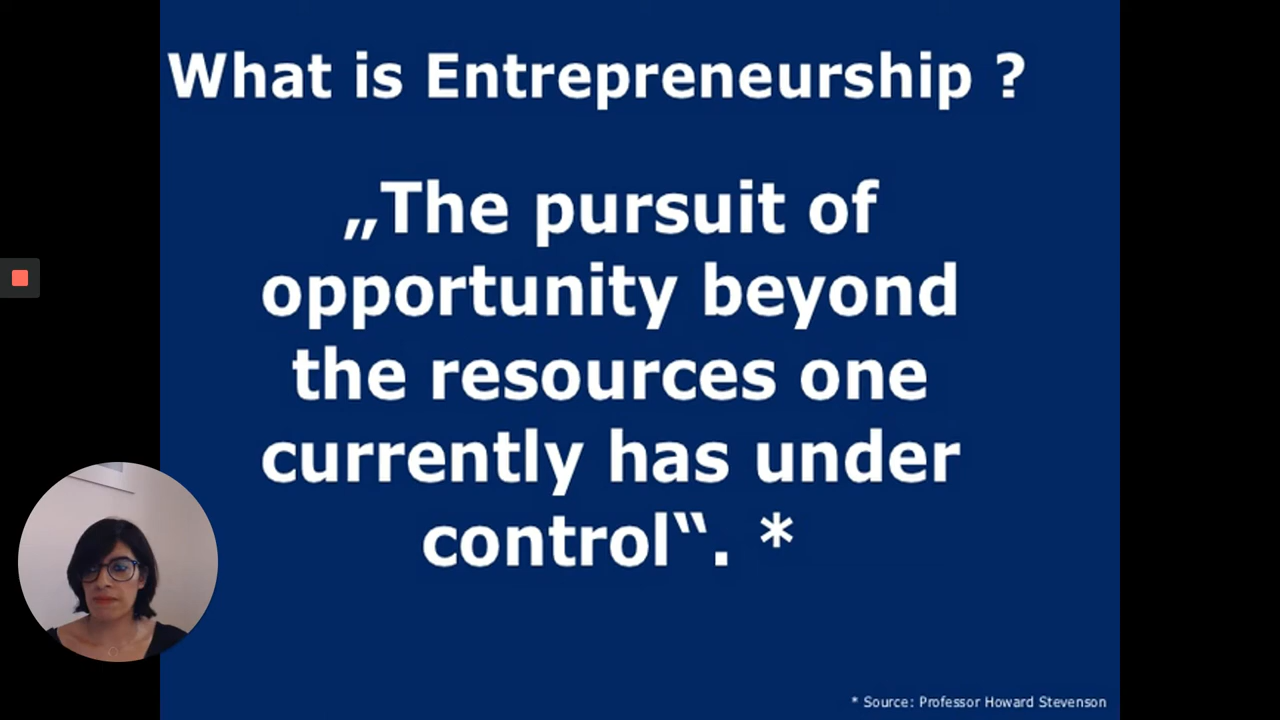 What is Entrepreneurship ?
„The pursuit of
opportunity beyond
the resources one
currently has under
control“. *
* Source: Professor Howard Stevenson